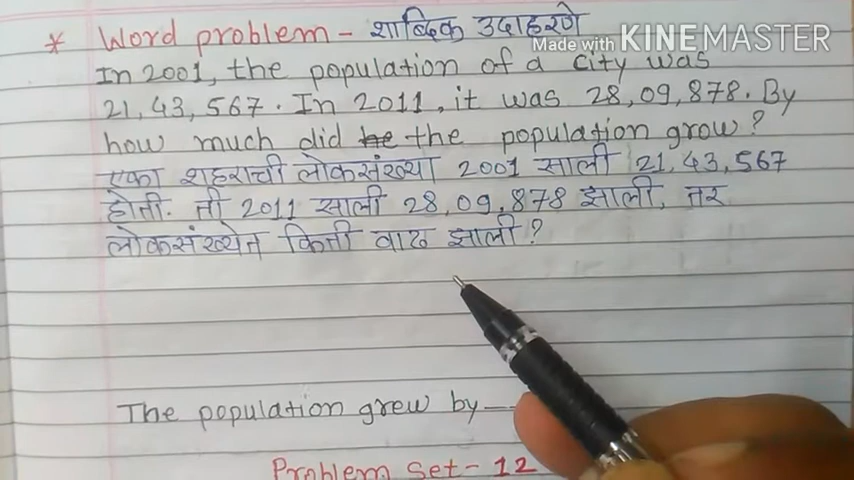 * Word problem - शाब्दिक उदाहरणे
Made with KINEMASTER
In 2001, the population of a city was
21,43,567. In 2011, it was 28,09,878. By
how much did he the population grow?
एका शहराची लोकसंख्या 2001 साली 21,43,567
होती. ती 2011 साली 28,09,878 झाली, तर
लोकसंख्येत किती वाढ झाली?
The population grew by —
Problem Set - 12